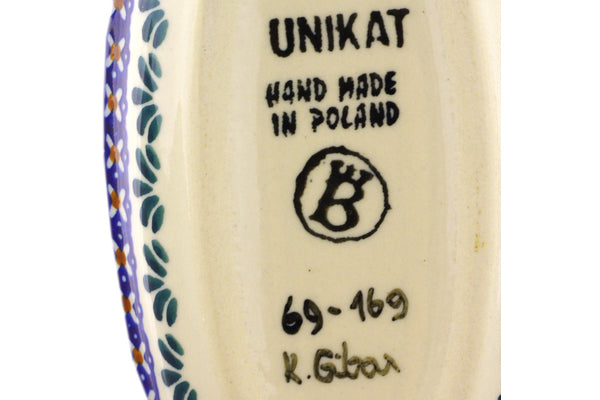 UNIKAT
HAND MADE
IN POLAND
B
69-169
K. Gibas